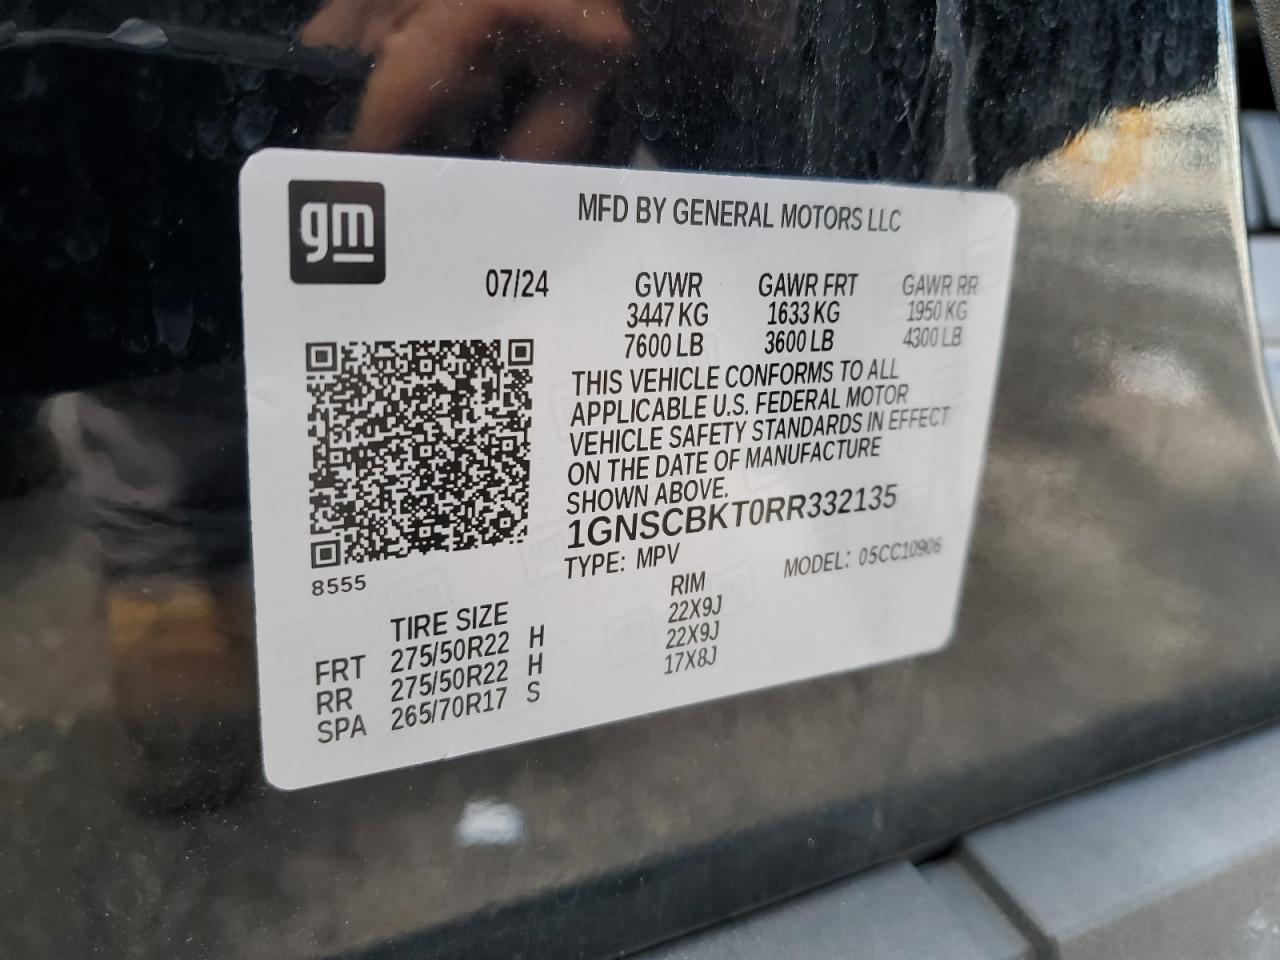 gm
MFD BY GENERAL MOTORS LLC
07/24 GVWR GAWR FRT GAWR RR
3447 KG 1633 KG 1950 KG
7600 LB 3600 LB 4300 LB
THIS VEHICLE CONFORMS TO ALL
APPLICABLE U.S. FEDERAL MOTOR
VEHICLE SAFETY STANDARDS IN EFFECT
ON THE DATE OF MANUFACTURE
SHOWN ABOVE.
1GNSCBKT0RR332135
TYPE: MPV MODEL: 05CC10906
8555
TIRE SIZE RIM
FRT 275/50R22 H 22X9J
RR 275/50R22 H 22X9J
SPA 265/70R17 S 17X8J